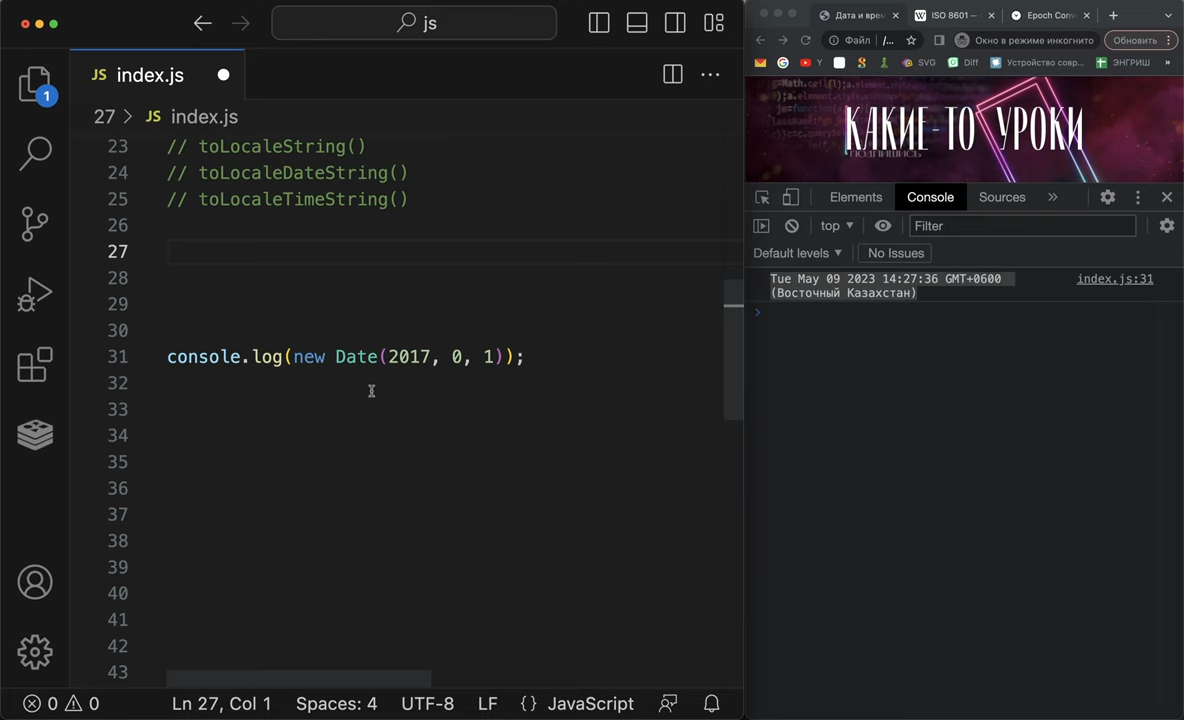 js
JS index.js
1
27 > JS index.js
23 // toLocaleString()
24 // toLocaleDateString()
25 // toLocaleTimeString()
26
27
28
29
30
31 console.log(new Date(2017, 0, 1));
32
33
34
35
36
37
38
39
40
41
42
43
0 0 Ln 27, Col 1 Spaces: 4 UTF-8 LF {} JavaScript
Дата и врем ISO 8601 — Epoch Conv
Файл /... Окно в режиме инкогнито Обновить
Y SVG Diff Устройство совр... ЭНГРИШ »
КАКИЕ-ТО УРОКИ
ПОДПИШИСЬ
Elements Console Sources »
top Filter
Default levels No Issues
Tue May 09 2023 14:27:36 GMT+0600 index.js:31
(Восточный Казахстан)
>